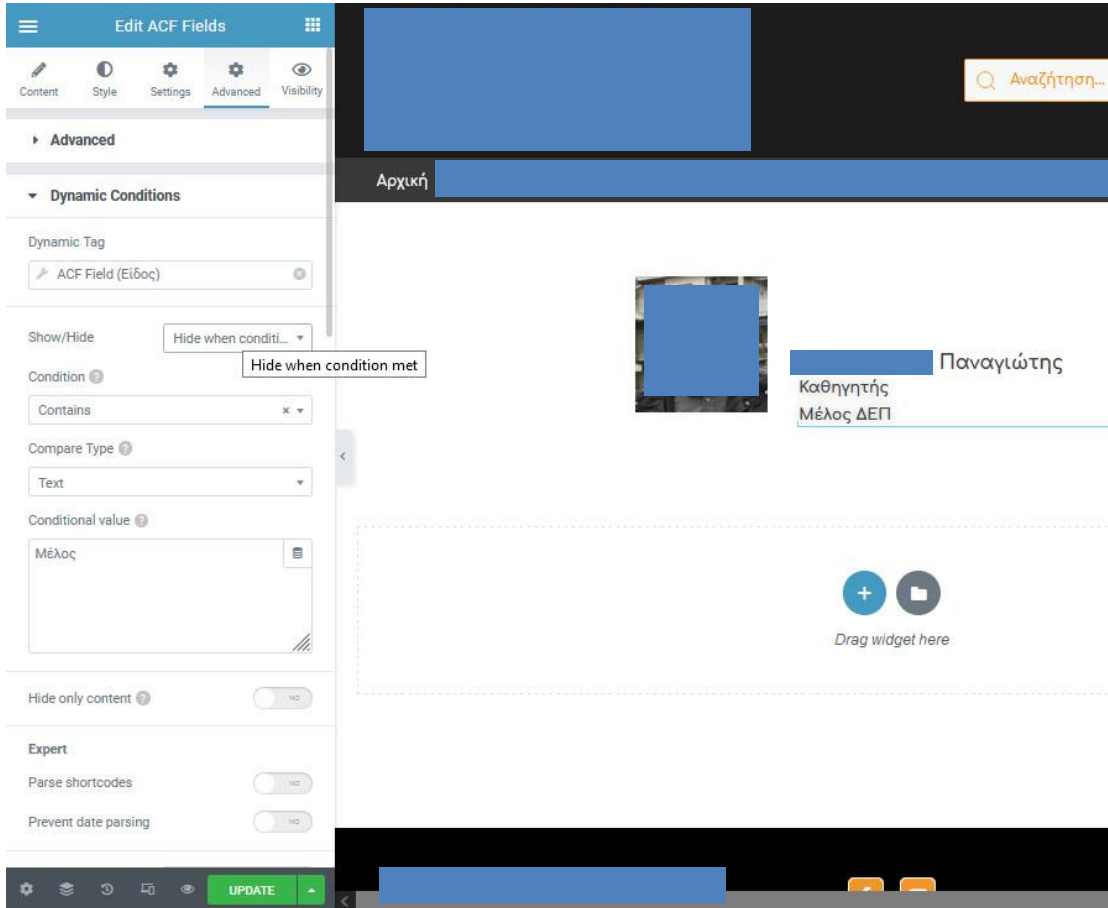 Edit ACF Fields
Content
Style
Settings
Advanced
Visibility
Advanced
Dynamic Conditions
Dynamic Tag
ACF Field (Είδος)
Show/Hide
Hide when conditi...
Hide when condition met
Condition
Contains
Compare Type
Text
Conditional value
Μέλος
Hide only content
NO
Expert
Parse shortcodes
NO
Prevent date parsing
NO
UPDATE
Αναζήτηση...
Αρχική
Παναγιώτης
Καθηγητής
Μέλος ΔΕΠ
Drag widget here